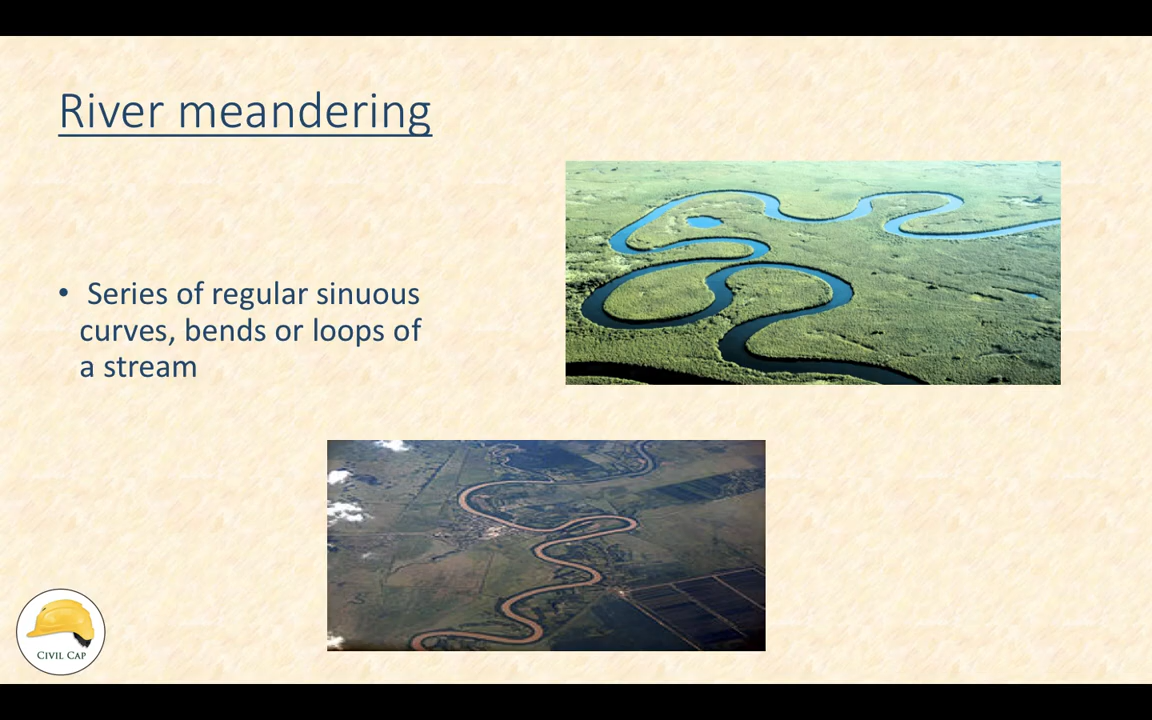 River meandering
• Series of regular sinuous
curves, bends or loops of
a stream
CIVIL CAP